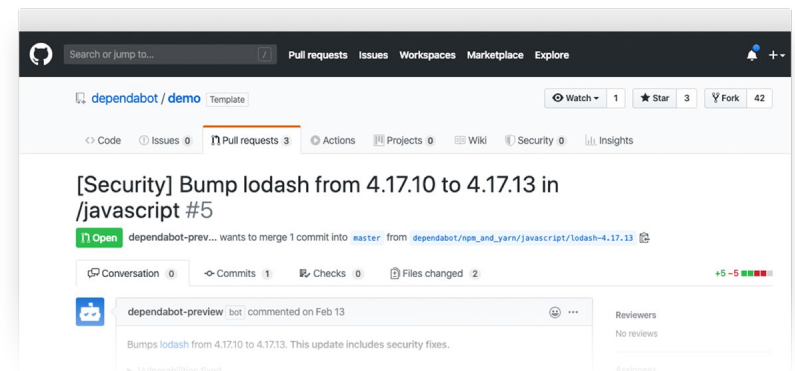 Search or jump to... / Pull requests Issues Workspaces Marketplace Explore
dependabot / demo Template Watch 1 Star 3 Fork 42
Code Issues 0 Pull requests 3 Actions Projects 0 Wiki Security 0 Insights
[Security] Bump lodash from 4.17.10 to 4.17.13 in
/javascript #5
Open dependabot-prev... wants to merge 1 commit into master from dependabot/npm_and_yarn/javascript/lodash-4.17.13
Conversation 0 Commits 1 Checks 0 Files changed 2 +5 −5
dependabot-preview bot commented on Feb 13
Reviewers
No reviews
Bumps lodash from 4.17.10 to 4.17.13. This update includes security fixes.